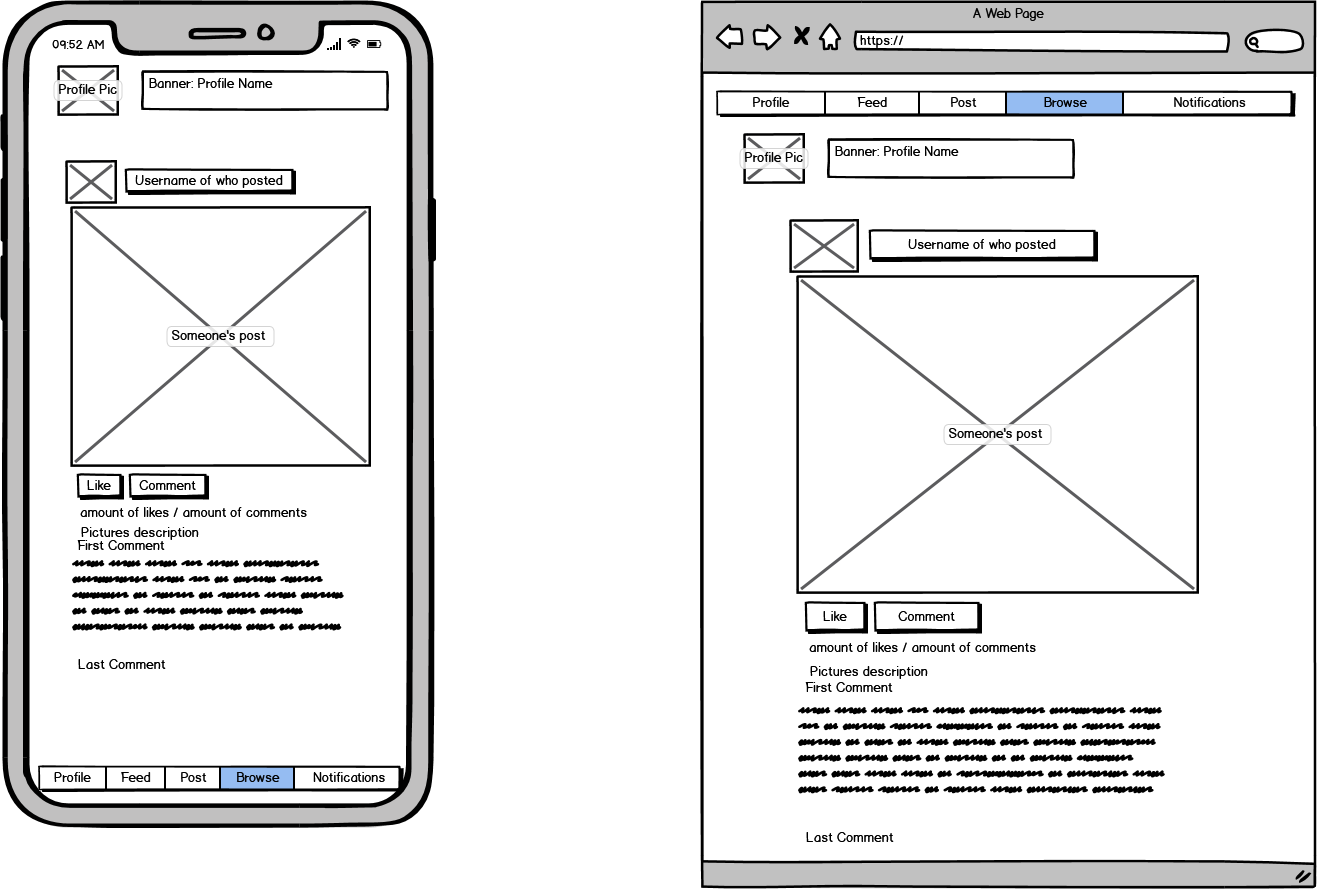 09:52 AM
Profile Pic
Banner: Profile Name
Username of who posted
Someone's post
Like Comment
amount of likes / amount of comments
Pictures description
First Comment
Last Comment
Profile Feed Post Browse Notifications
A Web Page
https://
Profile Feed Post Browse Notifications
Profile Pic
Banner: Profile Name
Username of who posted
Someone's post
Like Comment
amount of likes / amount of comments
Pictures description
First Comment
Last Comment